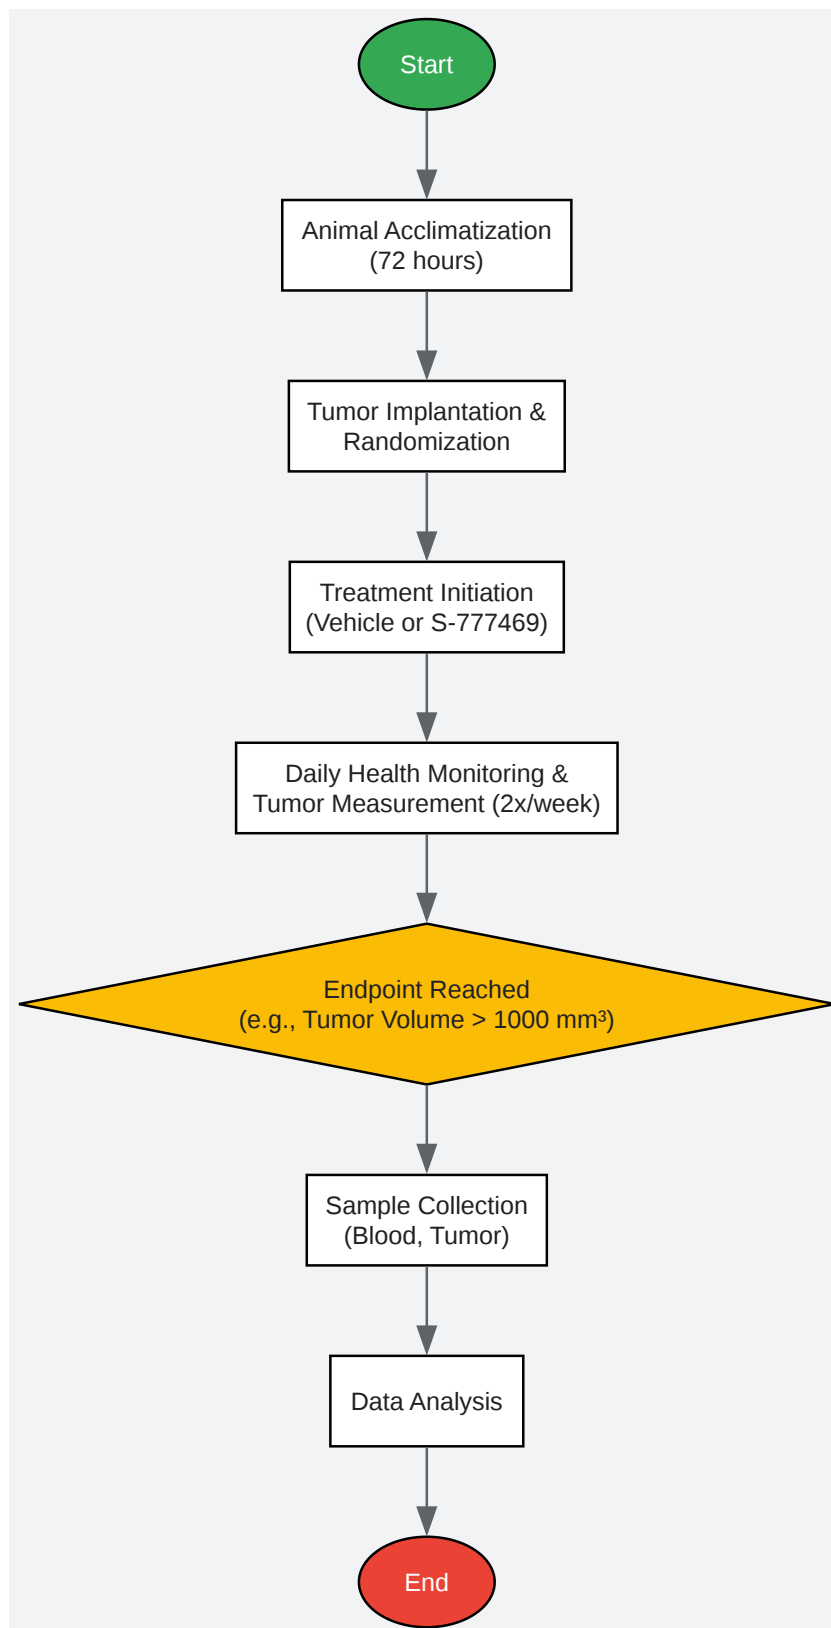 Start
Animal Acclimatization
(72 hours)
Tumor Implantation &
Randomization
Treatment Initiation
(Vehicle or S-777469)
Daily Health Monitoring &
Tumor Measurement (2x/week)
Endpoint Reached
(e.g., Tumor Volume > 1000 mm³)
Sample Collection
(Blood, Tumor)
Data Analysis
End